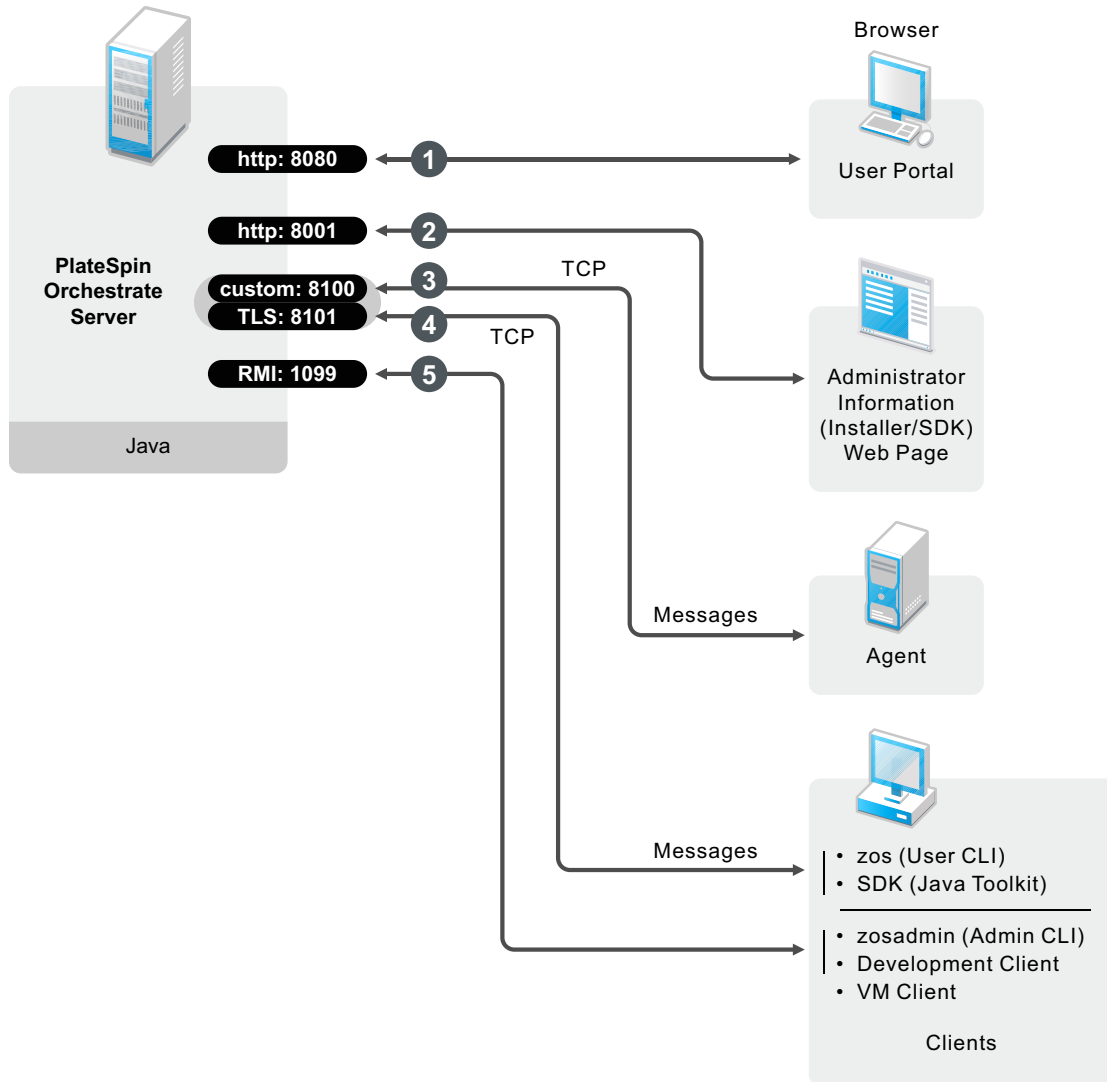 Browser
User Portal
http: 8080
1
http: 8001
2
PlateSpin
Orchestrate
Server
custom: 8100
3
TCP
TLS: 8101
4
TCP
RMI: 1099
5
Java
Administrator
Information
(Installer/SDK)
Web Page
Messages
Agent
Messages
• zos (User CLI)
• SDK (Java Toolkit)
• zosadmin (Admin CLI)
• Development Client
• VM Client
Clients